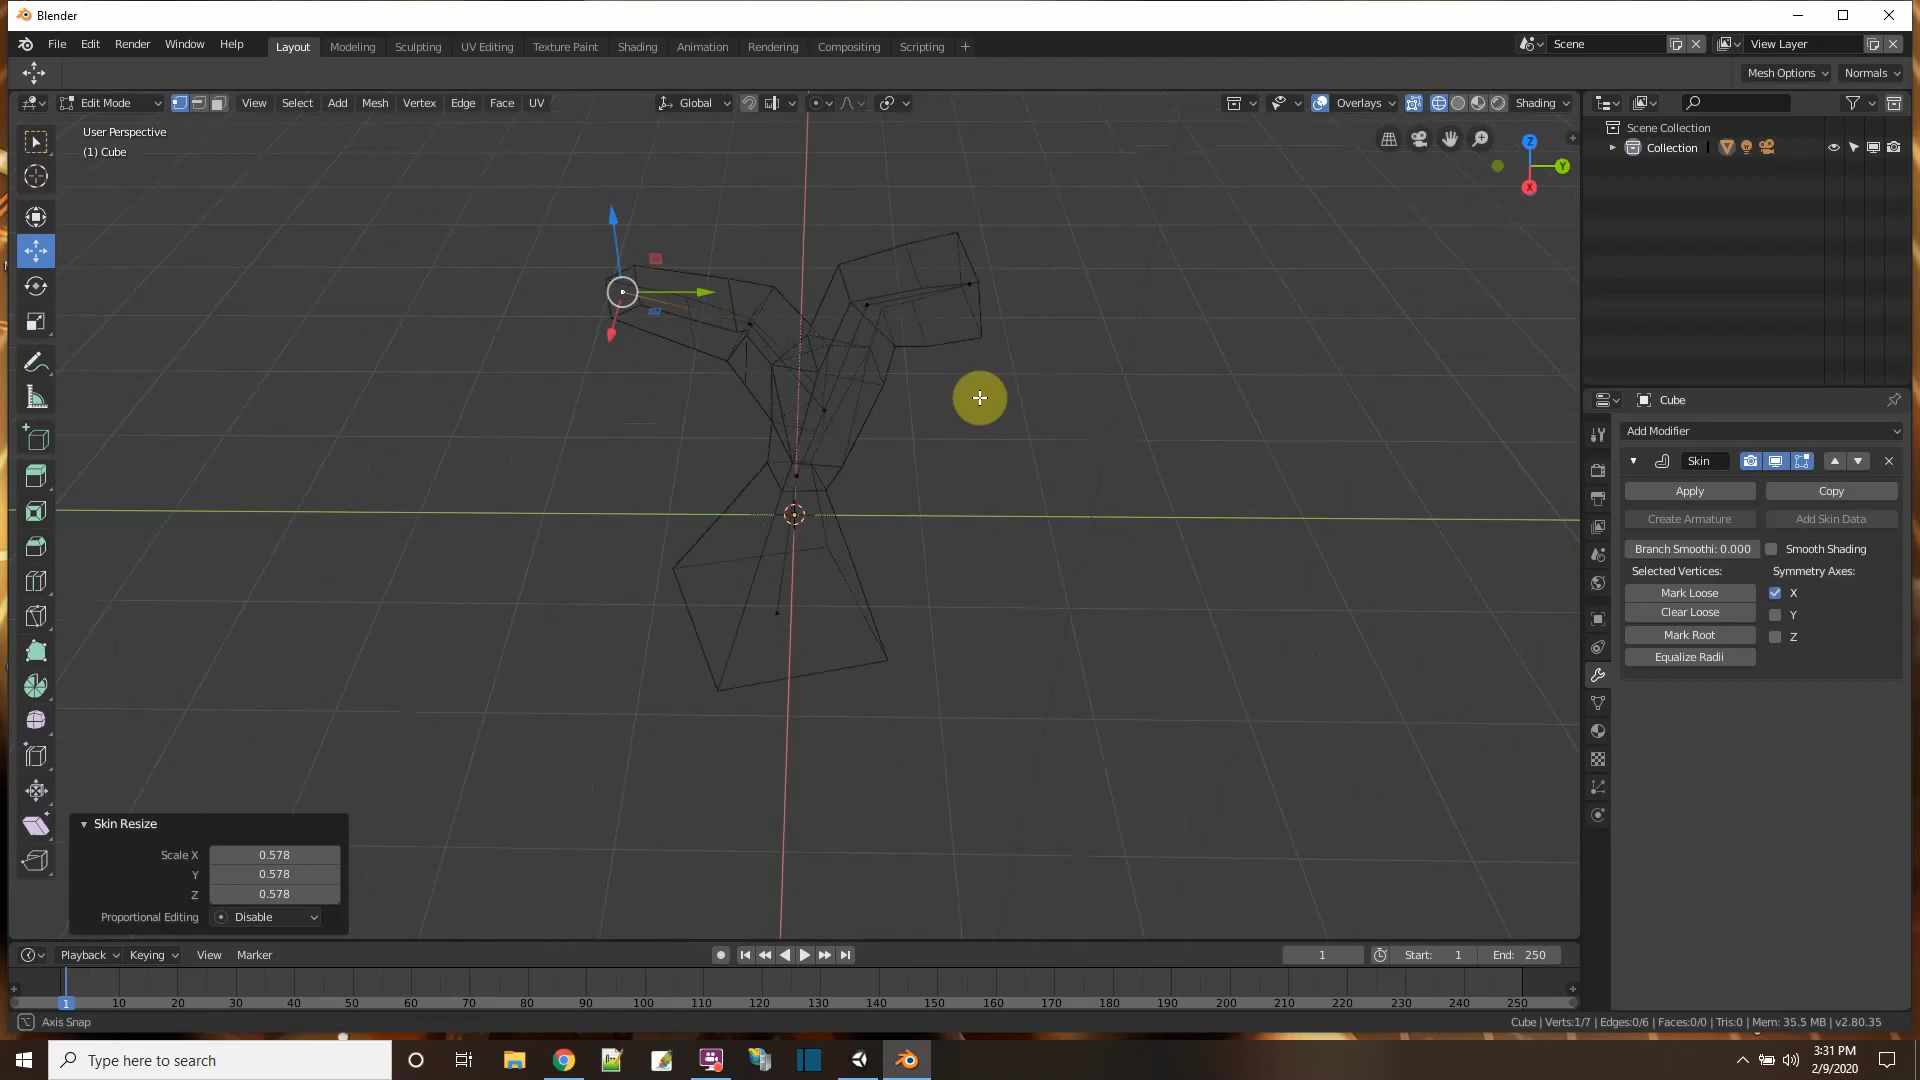 Blender
File Edit Render Window Help Layout Modeling Sculpting UV Editing Texture Paint Shading Animation Rendering Compositing Scripting + Scene View Layer
Mesh Options Normals
Edit Mode View Select Add Mesh Vertex Edge Face UV Global Overlays Shading
User Perspective
(1) Cube
Z
Y
X
Scene Collection
Collection
Cube
Add Modifier
Skin
Apply Copy
Create Armature Add Skin Data
Branch Smoothi: 0.000 Smooth Shading
Selected Vertices: Symmetry Axes:
Mark Loose X
Clear Loose Y
Mark Root Z
Equalize Radii
Skin Resize
Scale X 0.578
Y 0.578
Z 0.578
Proportional Editing Disable
Playback Keying View Marker 1 Start: 1 End: 250
1 10 20 30 40 50 60 70 80 90 100 110 120 130 140 150 160 170 180 190 200 210 220 230 240 250
Axis Snap Cube | Verts:1/7 | Edges:0/6 | Faces:0/0 | Tris:0 | Mem: 35.5 MB | v2.80.35
Type here to search
3:31 PM
2/9/2020